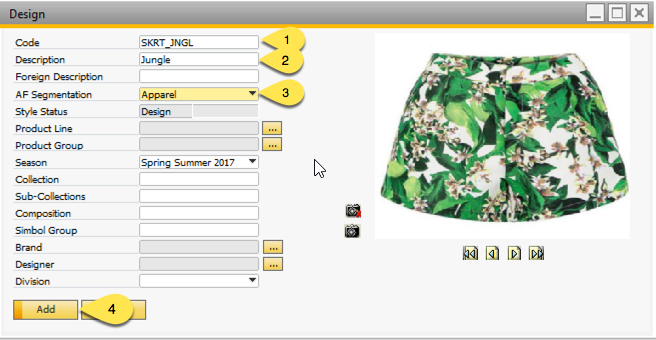 Design
Code SKRT_JNGL 1
Description Jungle 2
Foreign Description
AF Segmentation Apparel 3
Style Status Design
Product Line ...
Product Group ...
Season Spring Summer 2017
Collection
Sub-Collections
Composition
Simbol Group
Brand ...
Designer ...
Division
Add 4